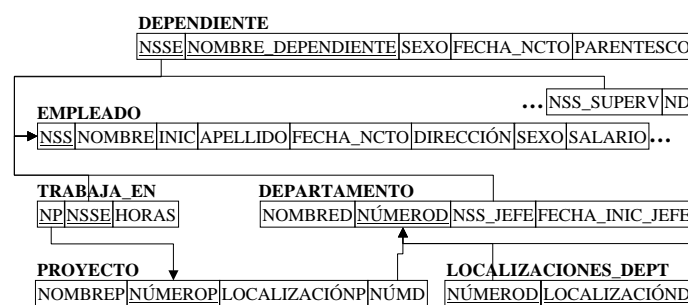 DEPENDIENTE
NSSE NOMBRE_DEPENDIENTE SEXO FECHA_NCTO PARENTESCO
... NSS_SUPERV ND
EMPLEADO
NSS NOMBRE INIC APELLIDO FECHA_NCTO DIRECCIÓN SEXO SALARIO ...
TRABAJA_EN DEPARTAMENTO
NP NSSE HORAS NOMBRED NÚMEROD NSS_JEFE FECHA_INIC_JEFE
PROYECTO LOCALIZACIONES_DEPT
NOMBREP NÚMEROP LOCALIZACIÓNP NÚMD NÚMEROD LOCALIZACIÓND